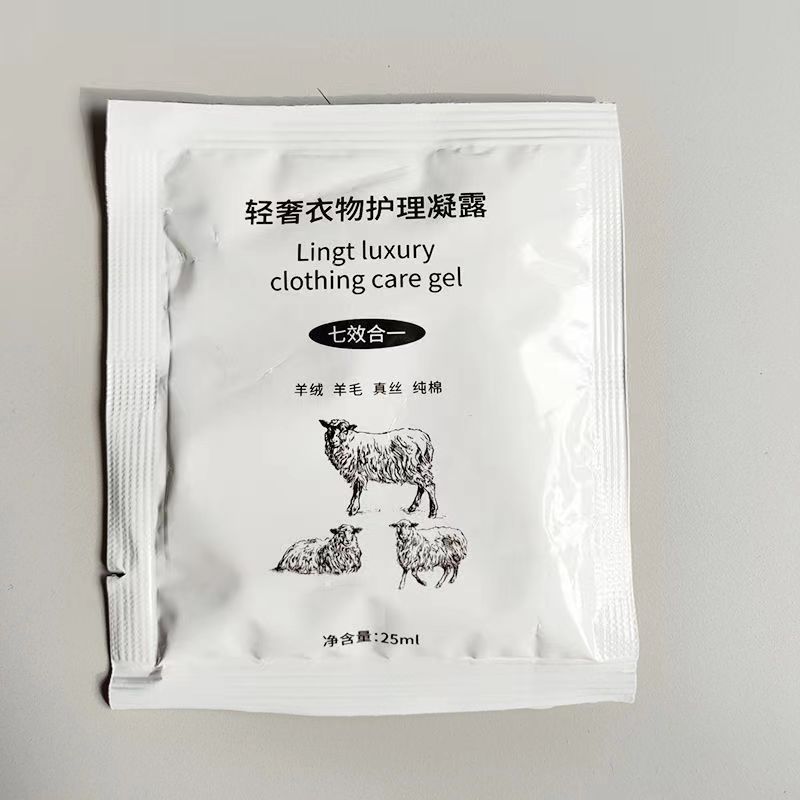 轻奢衣物护理凝露
Lingt luxury
clothing care gel
七效合一
羊绒 羊毛 真丝 纯棉
净含量:25ml